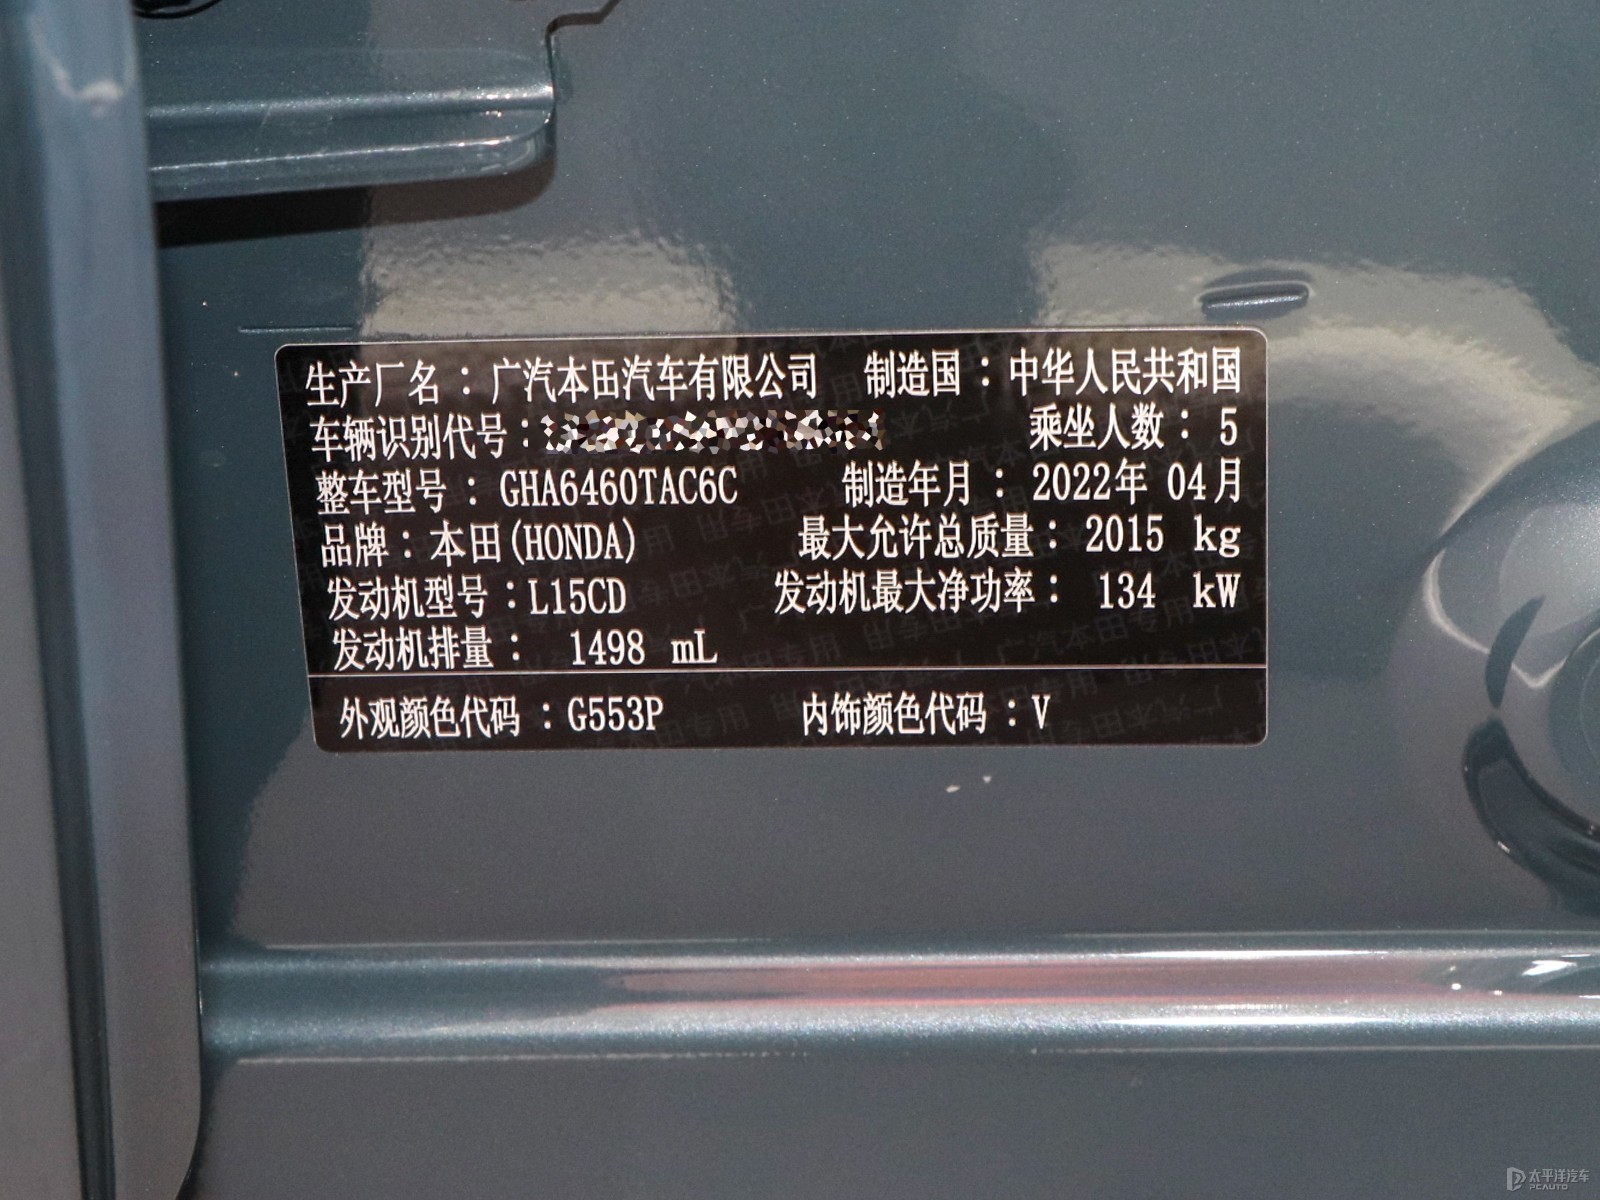 生产厂名：广汽本田汽车有限公司 制造国：中华人民共和国
车辆识别代号： 乘坐人数：5
整车型号：GHA6460TAC6C 制造年月：2022年 04月
品牌：本田(HONDA) 最大允许总质量：2015 kg
发动机型号：L15CD 发动机最大净功率：134 kW
发动机排量：1498 mL
外观颜色代码：G553P 内饰颜色代码：V
太平洋汽车
PCAUTO